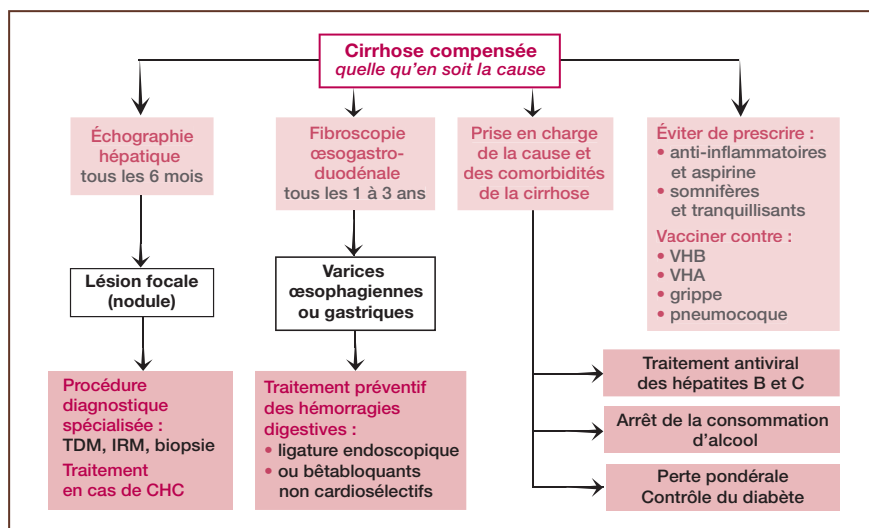 Cirrhose compensée
quelle qu'en soit la cause
Échographie
hépatique
tous les 6 mois
Fibroscopie
œsogastro-
duodénale
tous les 1 à 3 ans
Prise en charge
de la cause et
des comorbidités
de la cirrhose
Éviter de prescrire :
• anti-inflammatoires
et aspirine
• somnifères
et tranquillisants
Vacciner contre :
• VHB
• VHA
• grippe
• pneumocoque
Lésion focale
(nodule)
Varices
œsophagiennes
ou gastriques
Procédure
diagnostique
spécialisée :
TDM, IRM, biopsie
Traitement
en cas de CHC
Traitement préventif
des hémorragies
digestives :
• ligature endoscopique
• ou bêtabloquants
non cardiosélectifs
Traitement antiviral
des hépatites B et C
Arrêt de la consommation
d'alcool
Perte pondérale
Contrôle du diabète